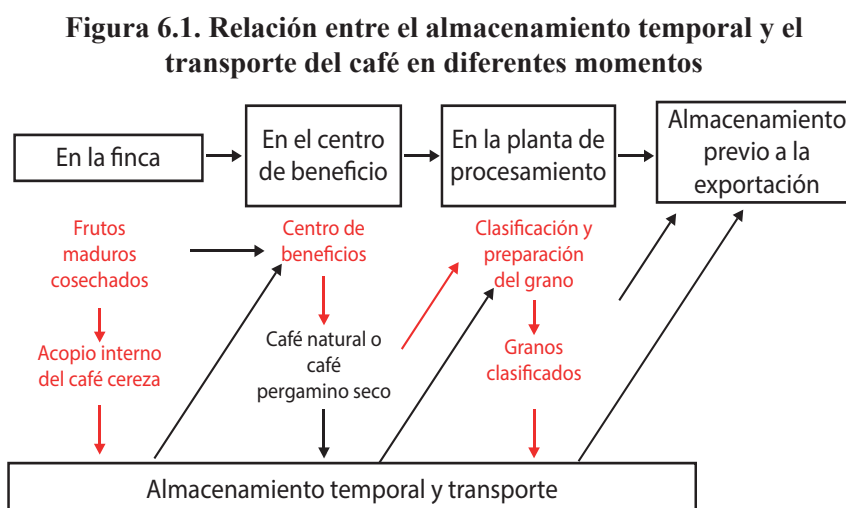 Figura 6.1. Relación entre el almacenamiento temporal y el
transporte del café en diferentes momentos
En la finca
En el centro
de beneficio
En la planta de
procesamiento
Almacenamiento
previo a la
exportación
Frutos
maduros
cosechados
Centro de
beneficios
Clasificación y
preparación
del grano
Acopio interno
del café cereza
Café natural o
café
pergamino seco
Granos
clasificados
Almacenamiento temporal y transporte